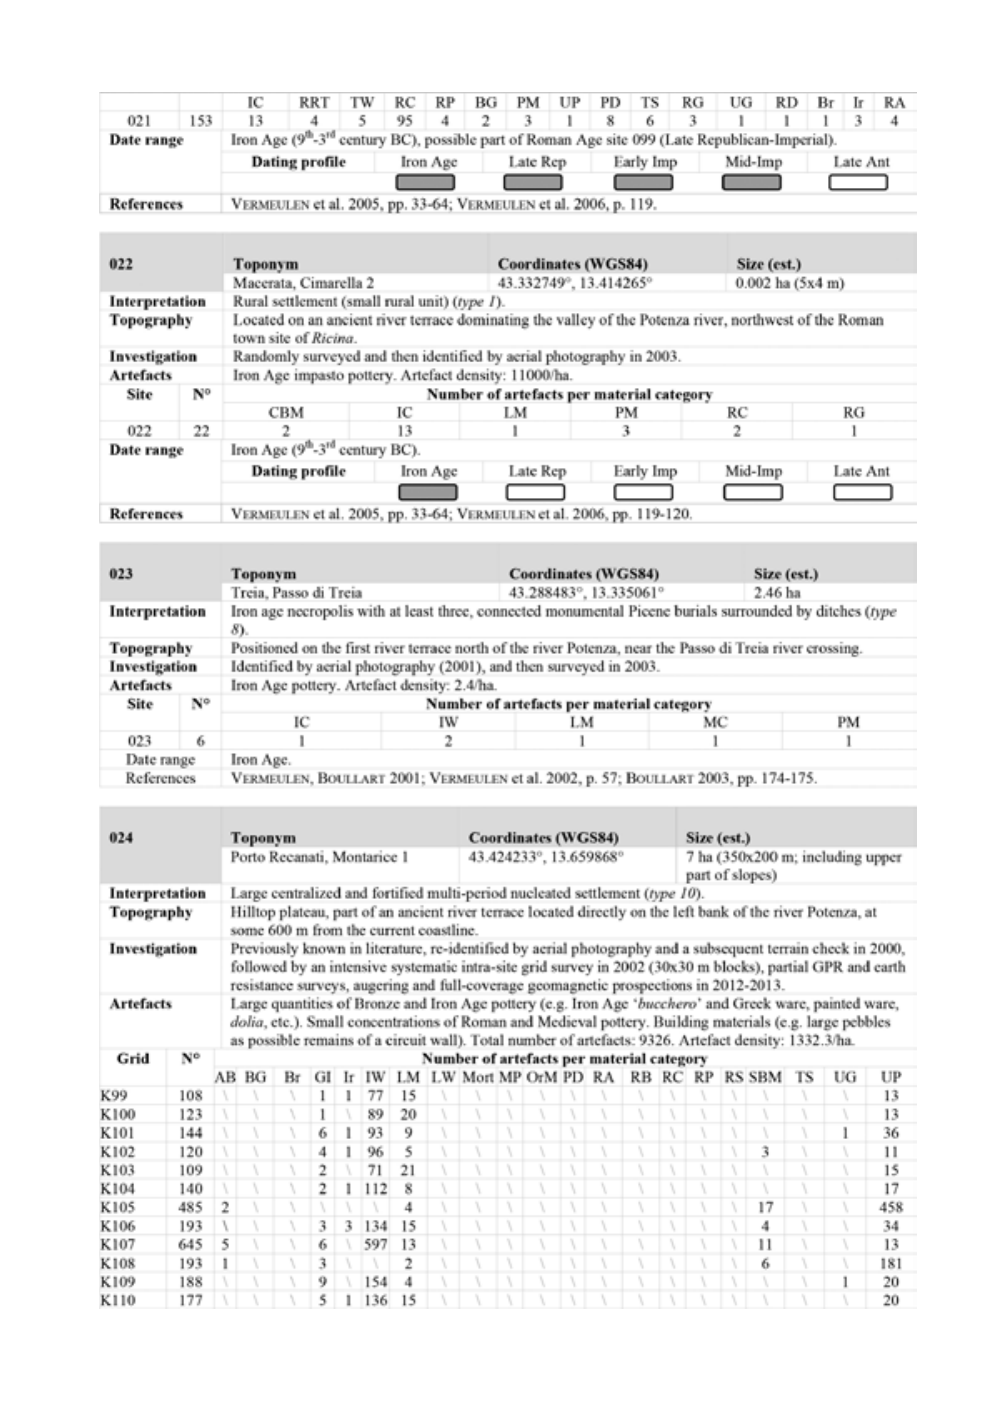 IC RRT TW RC RP BG PM UP PD TS RG UG RD Br Ir RA
021 153 13 4 5 95 4 2 3 1 8 6 3 1 1 1 3 4
Date range Iron Age (9th-3rd century BC), possible part of Roman Age site 099 (Late Republican-Imperial).
Dating profile Iron Age Late Rep Early Imp Mid-Imp Late Ant
References VERMEULEN et al. 2005, pp. 33-64; VERMEULEN et al. 2006, p. 119.
022 Toponym Coordinates (WGS84) Size (est.)
Macerata, Cimarella 2 43.332749°, 13.414265° 0.002 ha (5x4 m)
Interpretation Rural settlement (small rural unit) (type 1).
Topography Located on an ancient river terrace dominating the valley of the Potenza river, northwest of the Roman
town site of Ricina.
Investigation Randomly surveyed and then identified by aerial photography in 2003.
Artefacts Iron Age impasto pottery. Artefact density: 11000/ha.
Site N° Number of artefacts per material category
CBM IC LM PM RC RG
022 22 2 13 1 3 2 1
Date range Iron Age (9th-3rd century BC).
Dating profile Iron Age Late Rep Early Imp Mid-Imp Late Ant
References VERMEULEN et al. 2005, pp. 33-64; VERMEULEN et al. 2006, pp. 119-120.
023 Toponym Coordinates (WGS84) Size (est.)
Treia, Passo di Treia 43.288483°, 13.335061° 2.46 ha
Interpretation Iron age necropolis with at least three, connected monumental Picene burials surrounded by ditches (type
8).
Topography Positioned on the first river terrace north of the river Potenza, near the Passo di Treia river crossing.
Investigation Identified by aerial photography (2001), and then surveyed in 2003.
Artefacts Iron Age pottery. Artefact density: 2.4/ha.
Site N° Number of artefacts per material category
IC IW LM MC PM
023 6 1 2 1 1 1
Date range Iron Age.
References VERMEULEN, BOULLART 2001; VERMEULEN et al. 2002, p. 57; BOULLART 2003, pp. 174-175.
024 Toponym Coordinates (WGS84) Size (est.)
Porto Recanati, Montarice 1 43.424233°, 13.659868° 7 ha (350x200 m; including upper
part of slopes)
Interpretation Large centralized and fortified multi-period nucleated settlement (type 10).
Topography Hilltop plateau, part of an ancient river terrace located directly on the left bank of the river Potenza, at
some 600 m from the current coastline.
Investigation Previously known in literature, re-identified by aerial photography and a subsequent terrain check in 2000,
followed by an intensive systematic intra-site grid survey in 2002 (30x30 m blocks), partial GPR and earth
resistance surveys, augering and full-coverage geomagnetic prospections in 2012-2013.
Artefacts Large quantities of Bronze and Iron Age pottery (e.g. Iron Age 'bucchero' and Greek ware, painted ware,
dolia, etc.). Small concentrations of Roman and Medieval pottery. Building materials (e.g. large pebbles
as possible remains of a circuit wall). Total number of artefacts: 9326. Artefact density: 1332.3/ha.
Grid N° Number of artefacts per material category
AB BG Br GI Ir IW LM LW Mort MP OrM PD RA RB RC RP RS SBM TS UG UP
K99 108 \ \ \ 1 1 77 15 \ \ \ \ \ \ \ \ \ \ \ \ \ 13
K100 123 \ \ \ 1 \ 89 20 \ \ \ \ \ \ \ \ \ \ \ \ \ 13
K101 144 \ \ \ 6 1 93 9 \ \ \ \ \ \ \ \ \ \ \ \ 1 36
K102 120 \ \ \ 4 1 96 5 \ \ \ \ \ \ \ \ \ \ 3 \ \ 11
K103 109 \ \ \ 2 \ 71 21 \ \ \ \ \ \ \ \ \ \ \ \ \ 15
K104 140 \ \ \ 2 1 112 8 \ \ \ \ \ \ \ \ \ \ \ \ \ 17
K105 485 2 \ \ \ \ \ 4 \ \ \ \ \ \ \ \ \ \ 17 \ \ 458
K106 193 \ \ \ 3 3 134 15 \ \ \ \ \ \ \ \ \ \ 4 \ \ 34
K107 645 5 \ \ 6 \ 597 13 \ \ \ \ \ \ \ \ \ \ 11 \ \ 13
K108 193 1 \ \ 3 \ \ 2 \ \ \ \ \ \ \ \ \ \ 6 \ \ 181
K109 188 \ \ \ 9 \ 154 4 \ \ \ \ \ \ \ \ \ \ \ \ 1 20
K110 177 \ \ \ 5 1 136 15 \ \ \ \ \ \ \ \ \ \ \ \ \ 20